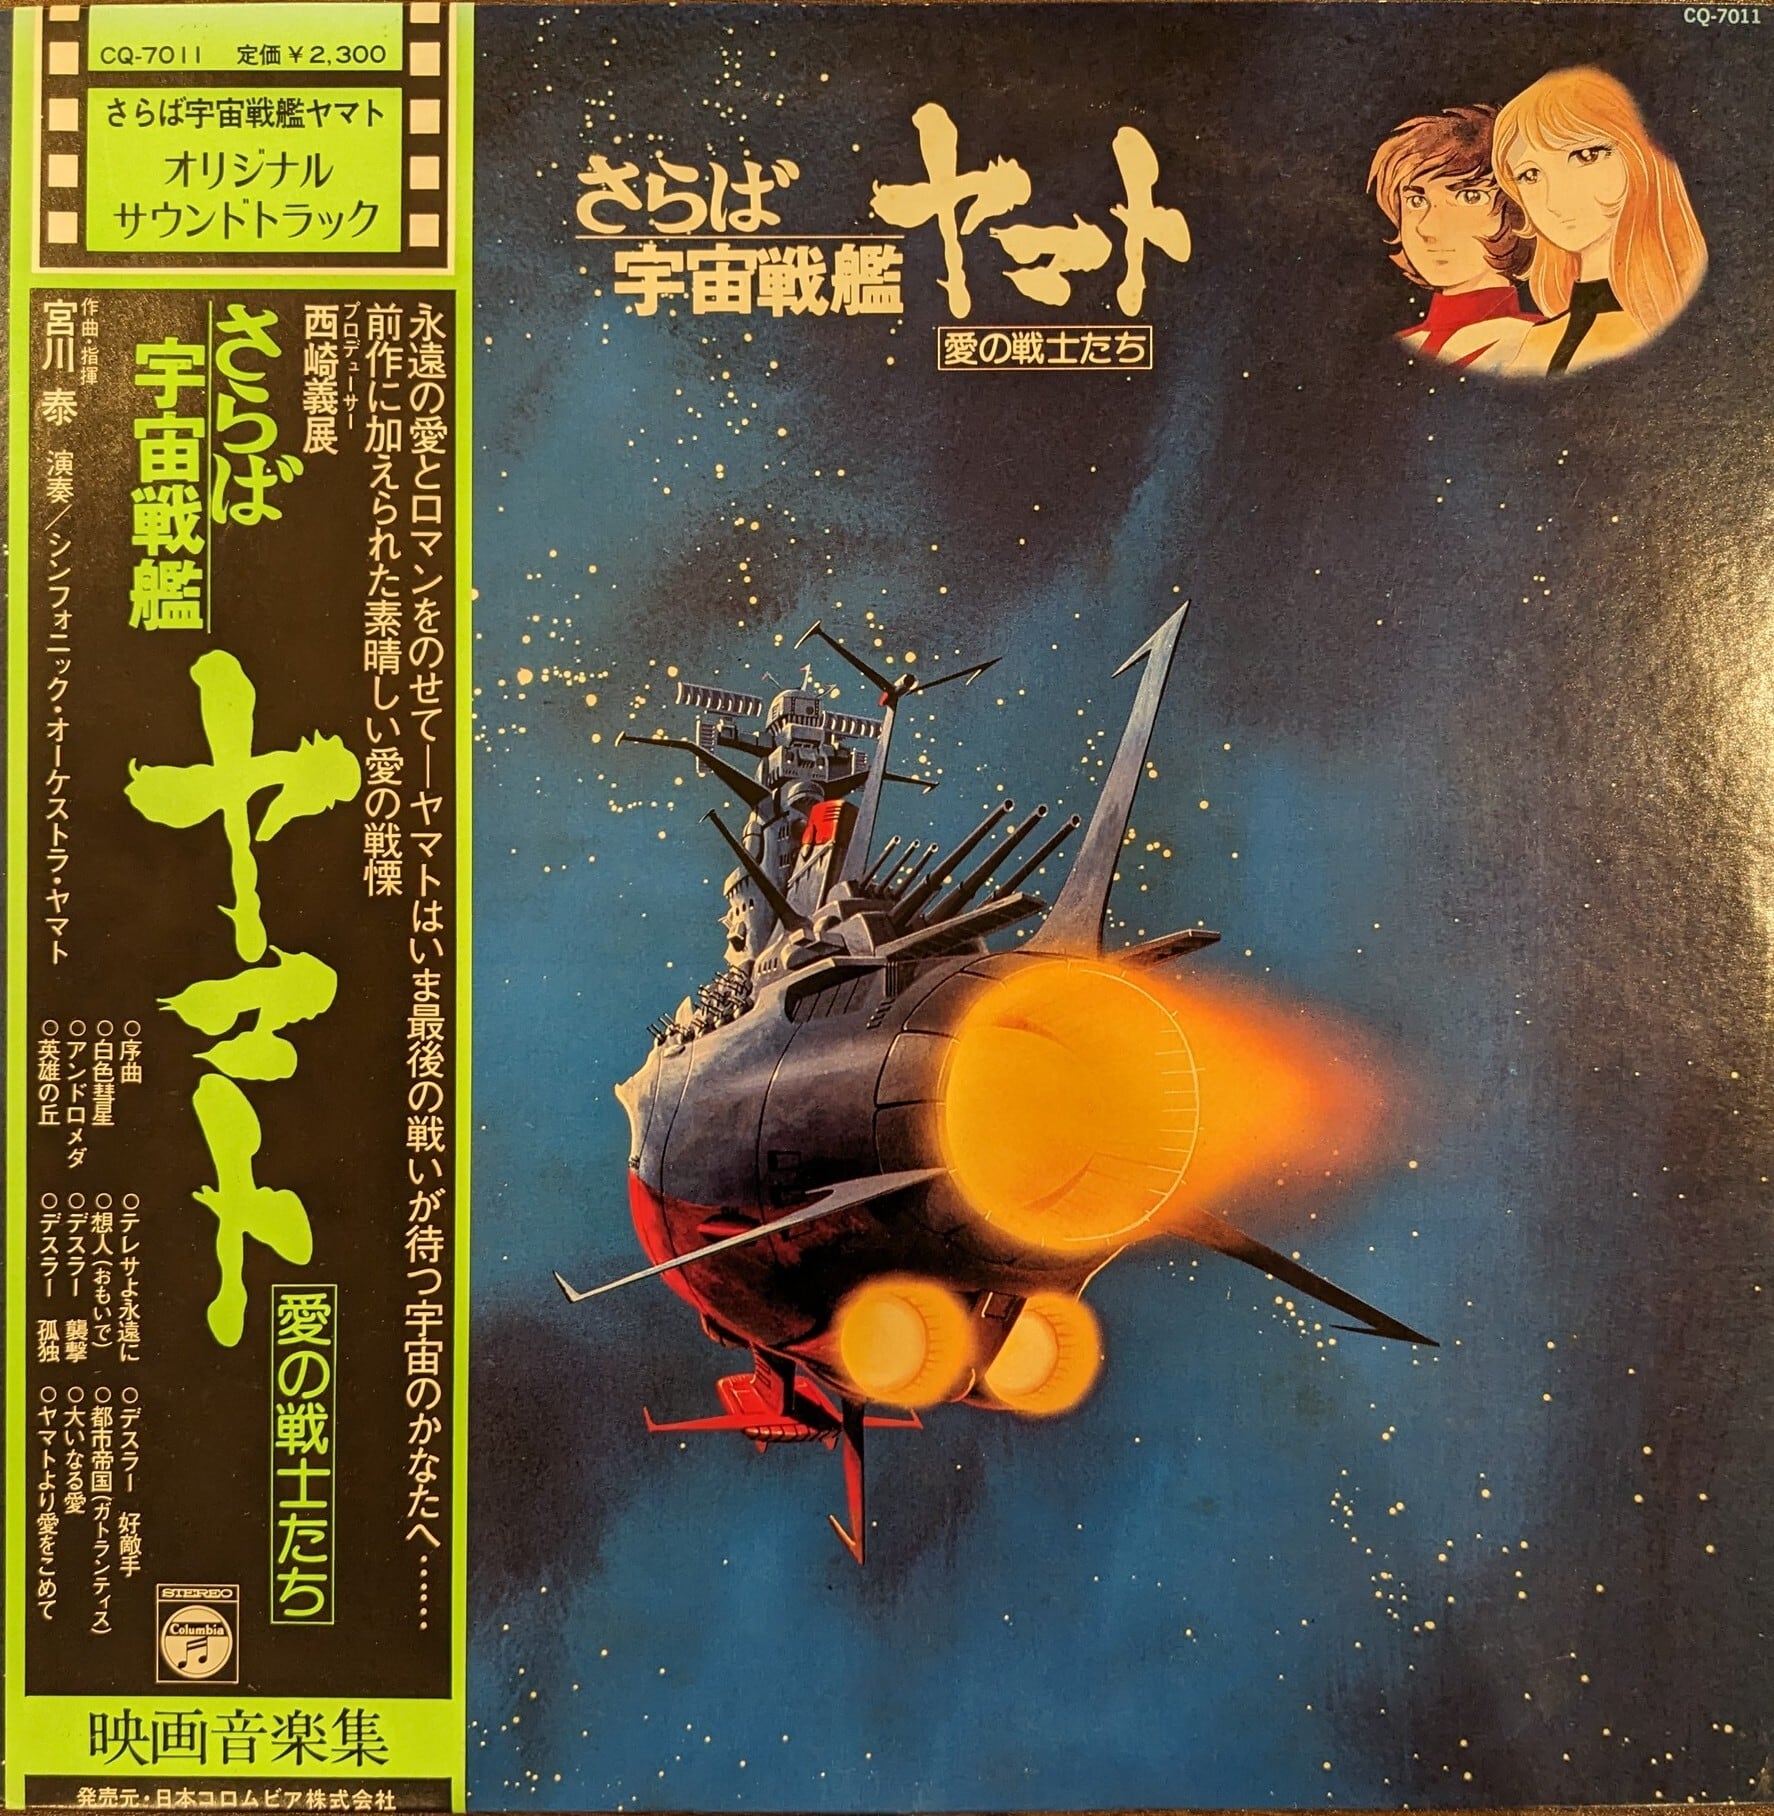 CQ-7011 定価¥2,300
さらば宇宙戦艦ヤマト
オリジナル
サウンドトラック
永遠の愛とロマンをのせて―ヤマトはいま最後の戦いが待つ宇宙のかなたへ……
前作に加えられた素晴しい愛の戦慄
プロデューサー
西崎義展
さらば
宇宙戦艦
ヤマト
愛の戦士たち
作曲・指揮
宮川 泰 演奏/シンフォニック・オーケストラ・ヤマト
○序曲
○白色彗星
○アンドロメダ
○英雄の丘
○テレサよ永遠に
○想人(おもいで)
○デスラー 襲撃
○デスラー 孤独
○デスラー 好敵手
○都市帝国(ガトランティス)
○大いなる愛
○ヤマトより愛をこめて
STEREO
Columbia
映画音楽集
発売元・日本コロムビア株式会社
CQ-7011
さらば
宇宙戦艦
ヤマト
愛の戦士たち